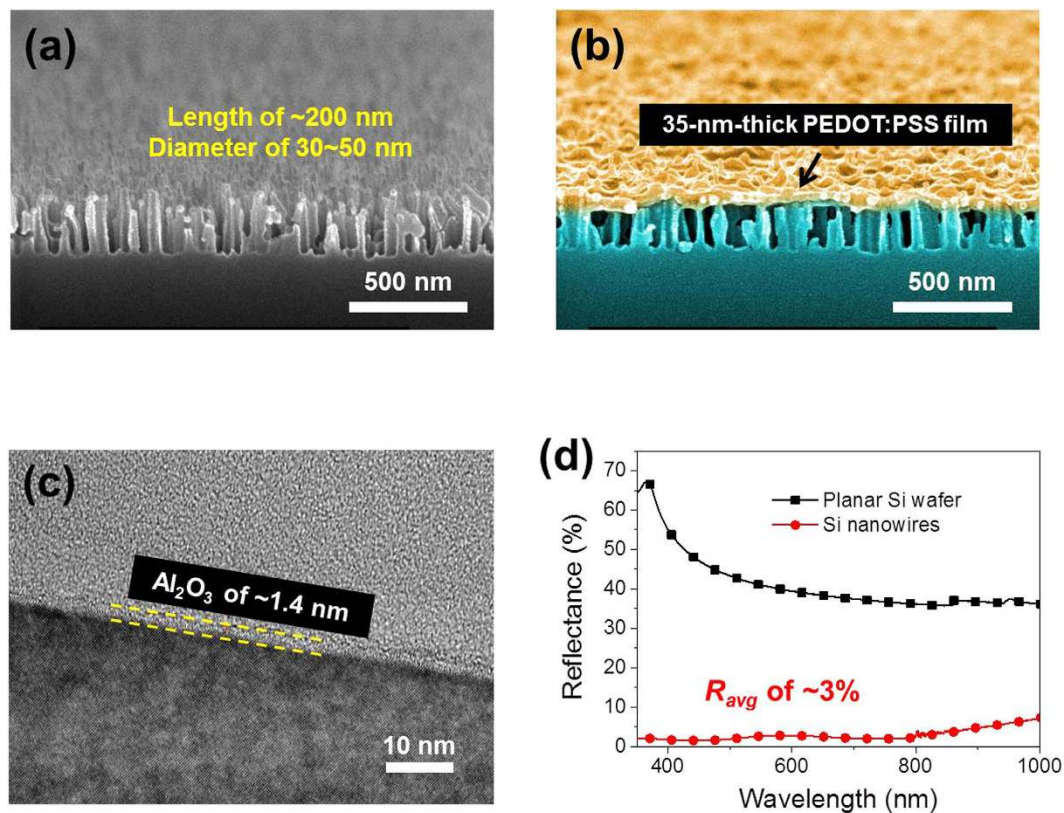 (a)
Length of ~200 nm
Diameter of 30~50 nm
500 nm
(b)
35-nm-thick PEDOT:PSS film
500 nm
(c)
Al₂O₃ of ~1.4 nm
10 nm
(d)
Reflectance (%)
70
60
50
40
30
20
10
0
Planar Si wafer
Si nanowires
R_avg of ~3%
400 600 800 1000
Wavelength (nm)